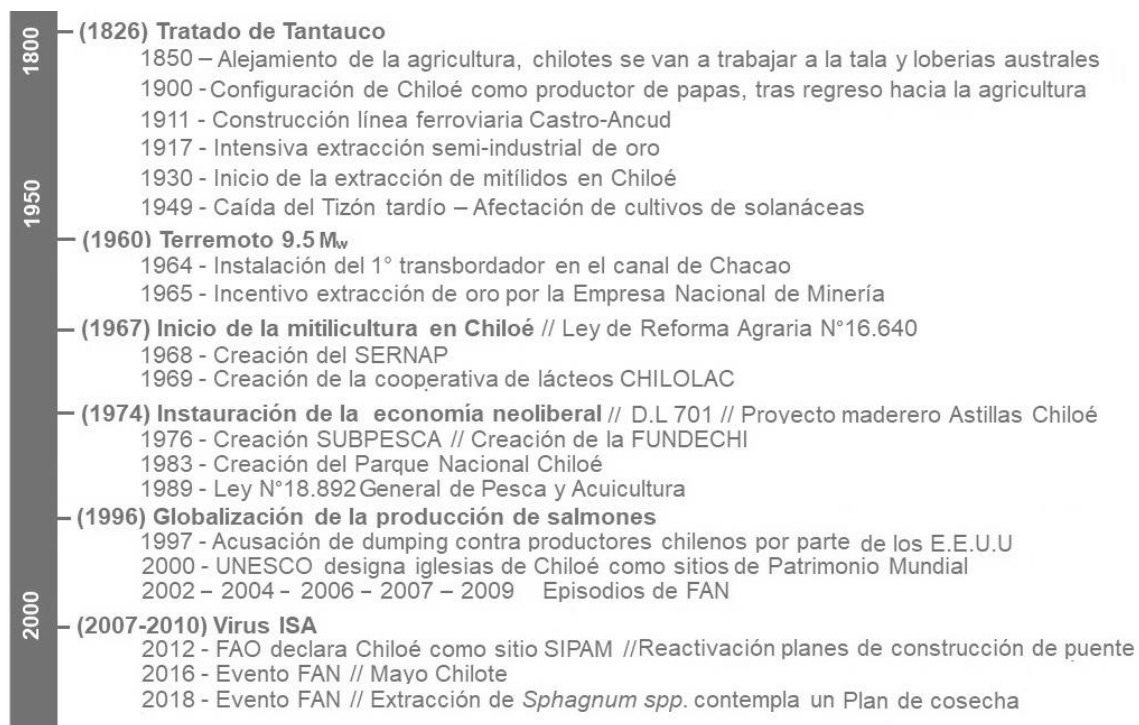 1800
(1826) Tratado de Tantauco
1850 – Alejamiento de la agricultura, chilotes se van a trabajar a la tala y loberias australes
1900 - Configuración de Chiloé como productor de papas, tras regreso hacia la agricultura
1911 - Construcción línea ferroviaria Castro-Ancud
1917 - Intensiva extracción semi-industrial de oro
1930 - Inicio de la extracción de mitílidos en Chiloé
1950
1949 - Caída del Tizón tardío – Afectación de cultivos de solanáceas
(1960) Terremoto 9.5 Mw
1964 - Instalación del 1° transbordador en el canal de Chacao
1965 - Incentivo extracción de oro por la Empresa Nacional de Minería
(1967) Inicio de la mitilicultura en Chiloé // Ley de Reforma Agraria N°16.640
1968 - Creación del SERNAP
1969 - Creación de la cooperativa de lácteos CHILOLAC
(1974) Instauración de la economía neoliberal // D.L 701 // Proyecto maderero Astillas Chiloé
1976 - Creación SUBPESCA // Creación de la FUNDECHI
1983 - Creación del Parque Nacional Chiloé
1989 - Ley N°18.892 General de Pesca y Acuicultura
(1996) Globalización de la producción de salmones
1997 - Acusación de dumping contra productores chilenos por parte de los E.E.U.U
2000 - UNESCO designa iglesias de Chiloé como sitios de Patrimonio Mundial
2002 – 2004 – 2006 – 2007 – 2009 Episodios de FAN
2000
(2007-2010) Virus ISA
2012 - FAO declara Chiloé como sitio SIPAM //Reactivación planes de construcción de puente
2016 - Evento FAN // Mayo Chilote
2018 - Evento FAN // Extracción de Sphagnum spp. contempla un Plan de cosecha